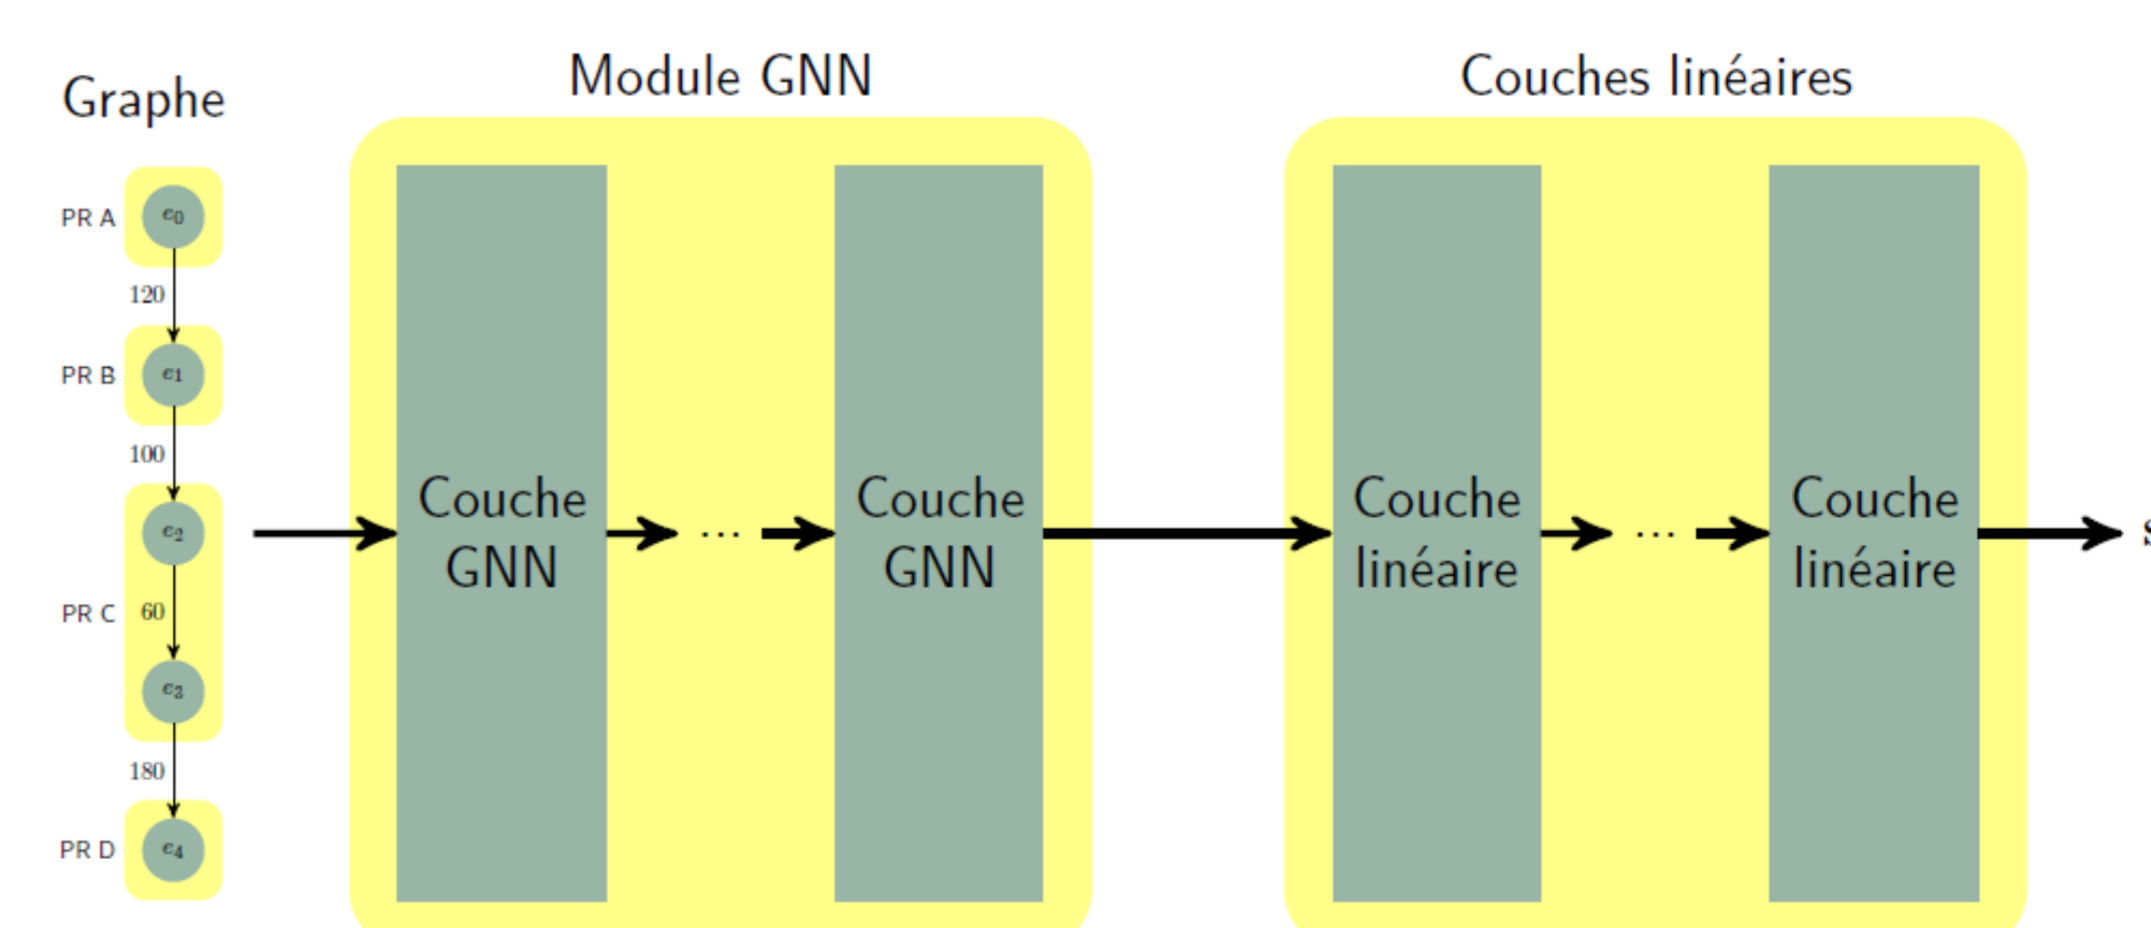 Graphe
Module GNN
Couches linéaires
PR A
e0
120
PR B
e1
100
e2
PR C
60
e3
180
PR D
e4
Couche
GNN
...
Couche
GNN
Couche
linéaire
...
Couche
linéaire
s